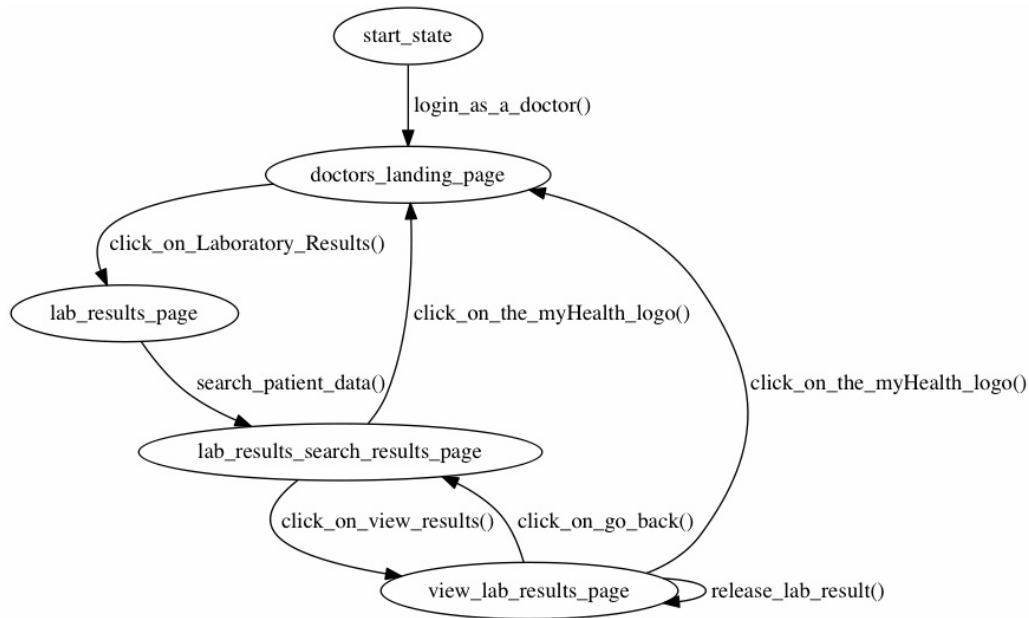 start_state
login_as_a_doctor()
doctors_landing_page
click_on_Laboratory_Results()
lab_results_page
click_on_the_myHealth_logo()
search_patient_data()
click_on_the_myHealth_logo()
lab_results_search_results_page
click_on_view_results()
click_on_go_back()
view_lab_results_page
release_lab_result()